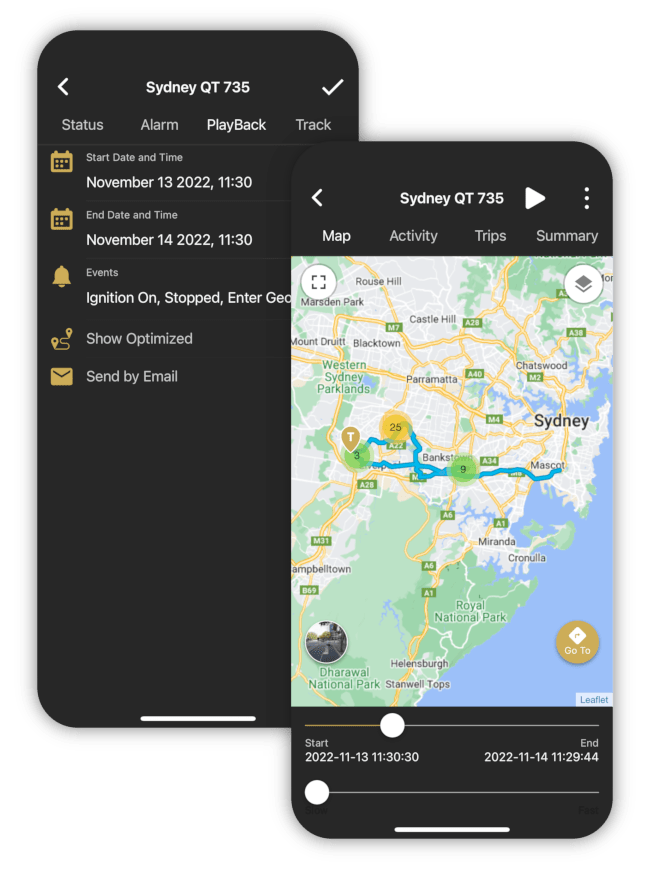 Sydney QT 735
Status Alarm PlayBack Track
Start Date and Time
November 13 2022, 11:30
End Date and Time
November 14 2022, 11:30
Events
Ignition On, Stopped, Enter Geo
Show Optimized
Send by Email
Sydney QT 735
Map Activity Trips Summary
Rouse Hill
Marsden Park
Castle Hill
A28
M7
A38
Mount Druitt
Blacktown
Chatswood
Western
Sydney
Parklands
Parramatta
A40
M2
M4
Sydney
25
T
A22
3
Bankstown
9
A34
Mascot
A28
A6
A1
M31
Miranda
Cronulla
ampbelltown
A6
B69
A1
Royal
National Park
Go To
Helensburgh
Dharawal
National Park
Stanwell Tops
Leaflet
Start End
2022-11-13 11:30:30 2022-11-14 11:29:44
Fast